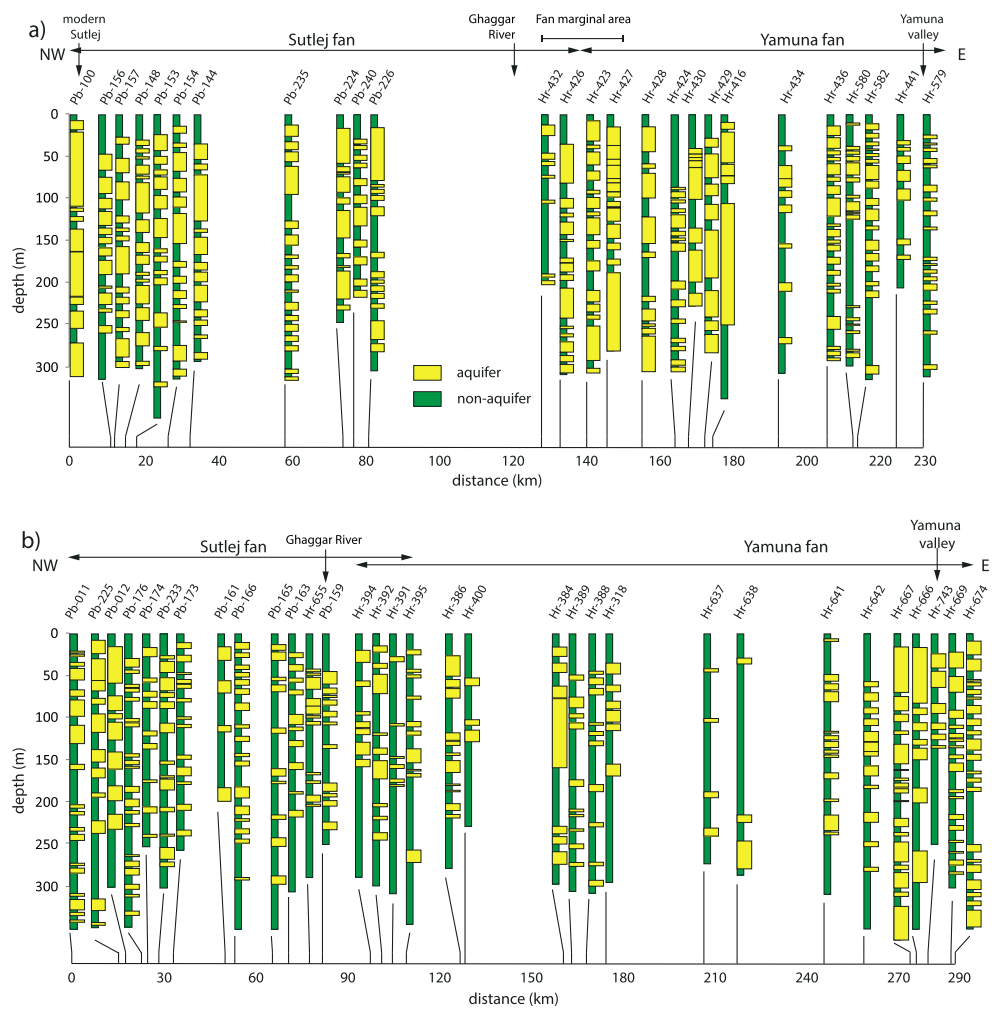 a)
modern
Sutlej
Ghaggar
River
Fan marginal area
Yamuna
valley
NW
Sutlej fan
Yamuna fan
E
Pb-100
Pb-156
Pb-157
Pb-148
Pb-153
Pb-154
Pb-144
Pb-235
Pb-224
Pb-240
Pb-226
Hr-432
Hr-426
Hr-423
Hr-427
Hr-428
Hr-424
Hr-430
Hr-429
Hr-416
Hr-434
Hr-436
Hr-580
Hr-582
Hr-441
Hr-579
0
50
100
150
200
250
300
depth (m)
aquifer
non-aquifer
0 20 40 60 80 100 120 140 160 180 200 220 230
distance (km)
b)
Sutlej fan
Ghaggar River
Yamuna
valley
NW
Yamuna fan
E
Pb-011
Pb-225
Pb-012
Pb-176
Pb-174
Pb-233
Pb-173
Pb-161
Pb-166
Pb-165
Pb-163
Hr-655
Pb-159
Hr-394
Hr-392
Hr-391
Hr-395
Hr-386
Hr-400
Hr-384
Hr-389
Hr-388
Hr-318
Hr-637
Hr-638
Hr-641
Hr-642
Hr-667
Hr-666
Hr-743
Hr-669
Hr-674
0
50
100
150
200
250
300
depth (m)
0 30 60 90 120 150 180 210 240 270 290
distance (km)